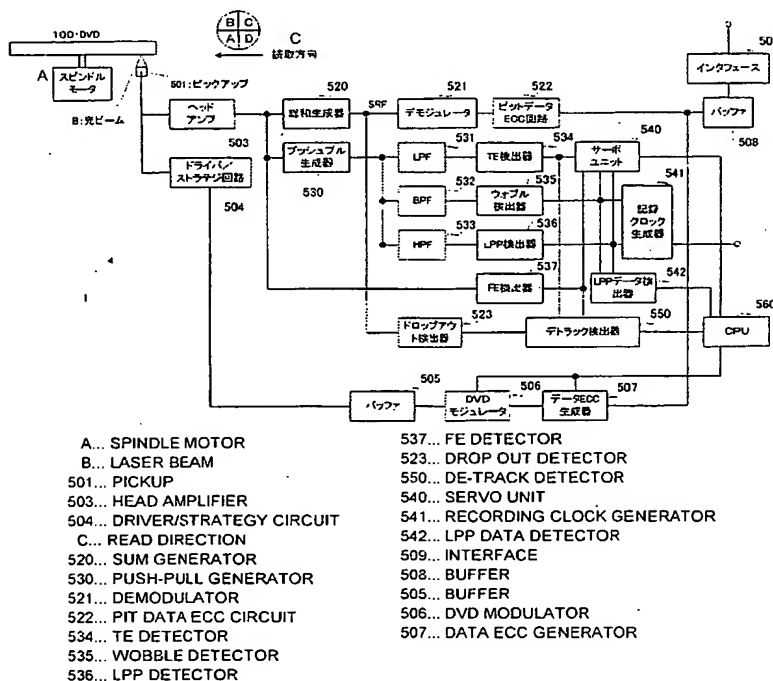 100·DVD
A
スピンドル
モータ
B:光ビーム
501:ピックアップ
B C
A D
C
読取方向
ヘッド
アンプ
503
ドライバ/
ストラテジ回路
504
520
総和生成器
SRF
521
デモジュレータ
522
ピットデータ
ECC回路
50
インタフェース
バッファ
508
プッシュプル
生成器
530
531
LPF
534
TE検出器
540
サーボ
ユニット
532
BPF
535
ウォブル
検出器
541
記録
クロック
生成器
533
HPF
536
LPP検出器
537
FE検出器
542
LPPデータ検
出器
523
ドロップアウ
ト検出器
550
デトラック検出器
560
CPU
505
バッファ
506
DVD
モジュレータ
507
データECC
生成器
A... SPINDLE MOTOR
B... LASER BEAM
501... PICKUP
503... HEAD AMPLIFIER
504... DRIVER/STRATEGY CIRCUIT
C... READ DIRECTION
520... SUM GENERATOR
530... PUSH-PULL GENERATOR
521... DEMODULATOR
522... PIT DATA ECC CIRCUIT
534... TE DETECTOR
535... WOBBLE DETECTOR
536... LPP DETECTOR
537... FE DETECTOR
523... DROP OUT DETECTOR
550... DE-TRACK DETECTOR
540... SERVO UNIT
541... RECORDING CLOCK GENERATOR
542... LPP DATA DETECTOR
509... INTERFACE
508... BUFFER
505... BUFFER
506... DVD MODULATOR
507... DATA ECC GENERATOR